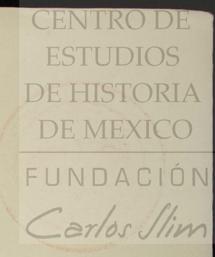 CENTRO DE
ESTUDIOS
DE HISTORIA
DE MEXICO
FUNDACIÓN
Carlos Slim